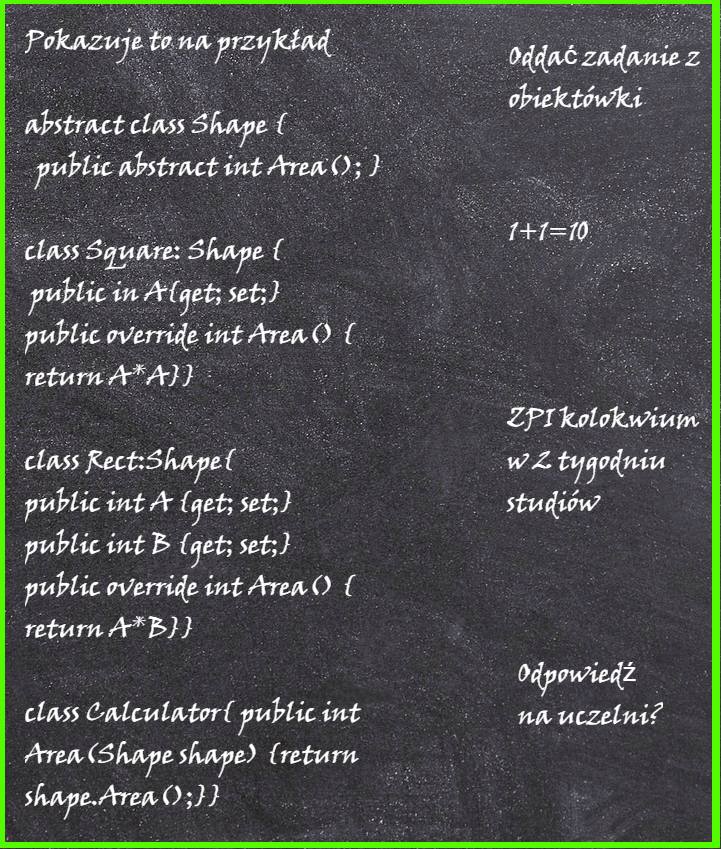 Pokazuje to na przykład
abstract class Shape {
public abstract int Area(); }
class Square: Shape {
public in A{get; set;}
public override int Area() {
return A*A}}
class Rect:Shape{
public int A {get; set;}
public int B {get; set;}
public override int Area() {
return A*B}}
class Calculator{ public int
Area(Shape shape) {return
shape.Area();}}
Oddać zadanie z
obiektówki
1+1=10
ZPI kolokwium
w 2 tygodniu
studiów
Odpowiedź
na uczelni?